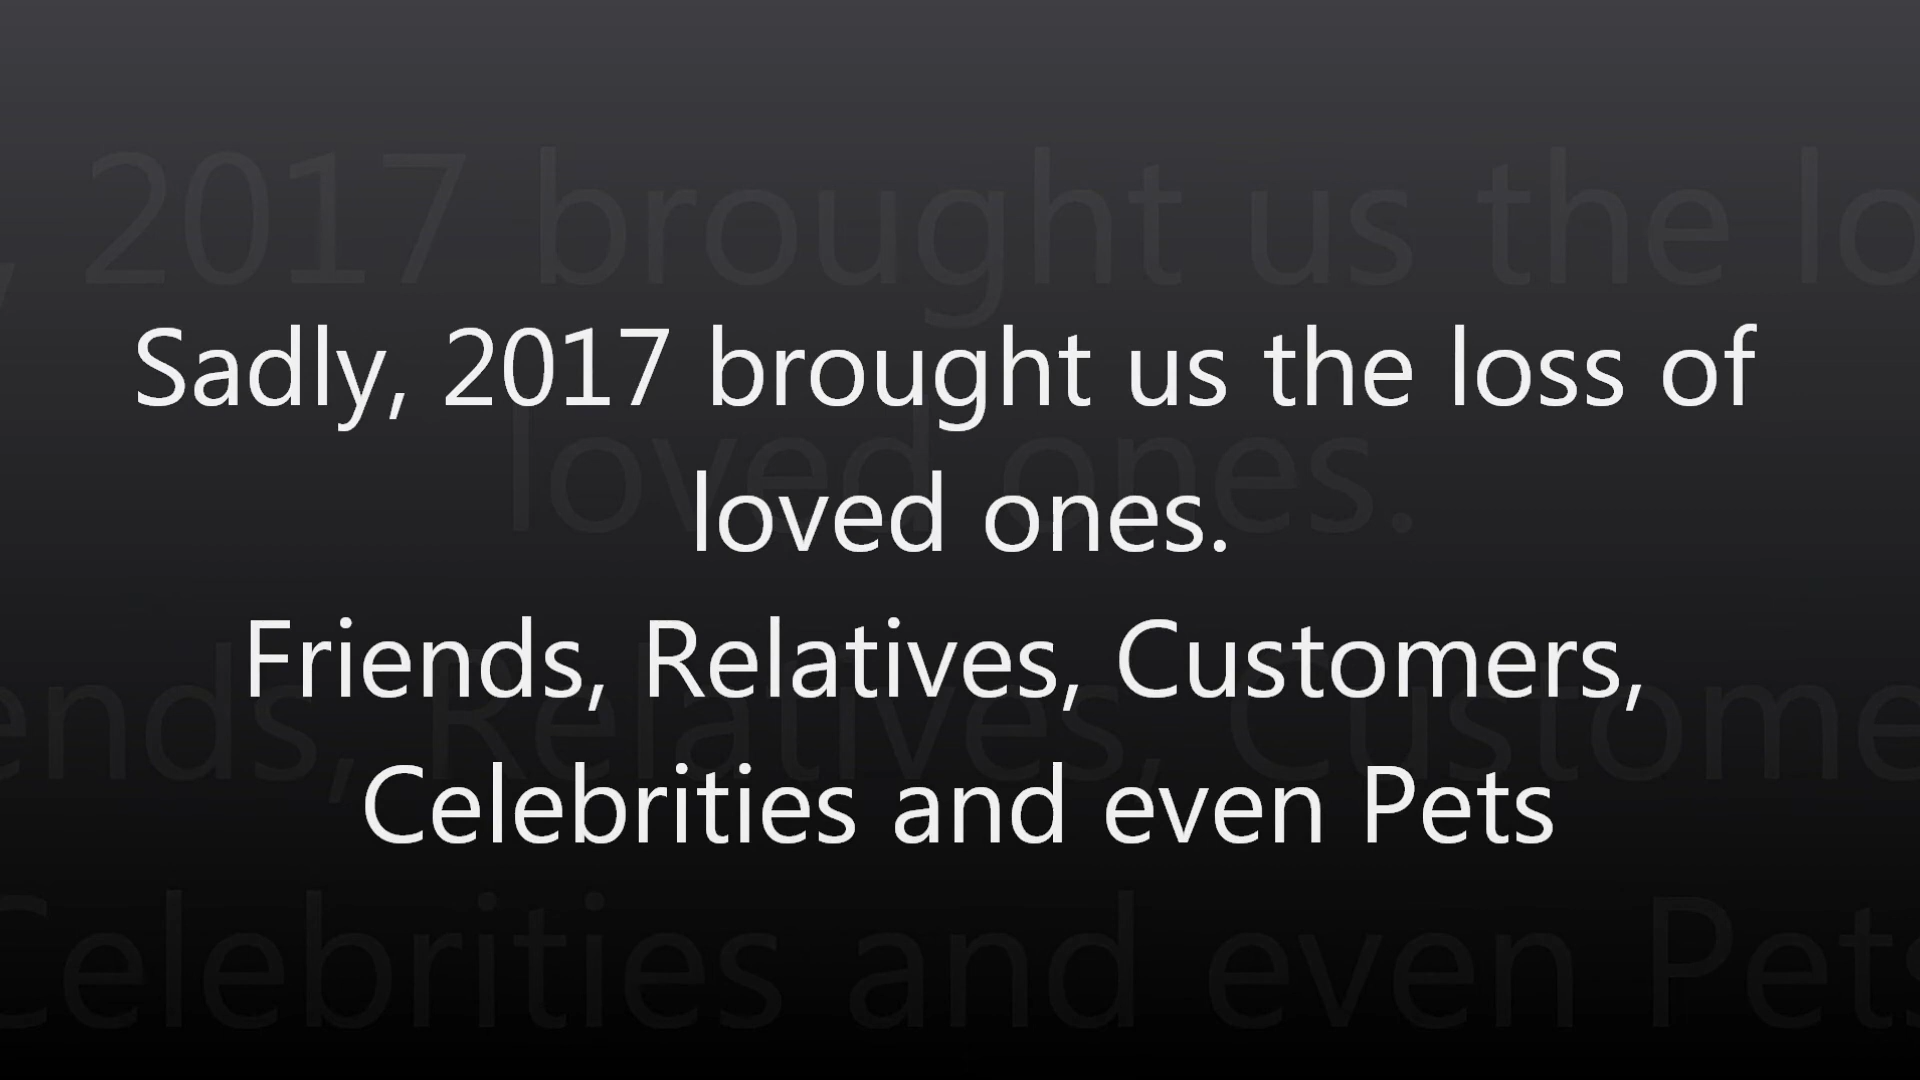 Sadly, 2017 brought us the loss of
loved ones.
Friends, Relatives, Customers,
Celebrities and even Pets